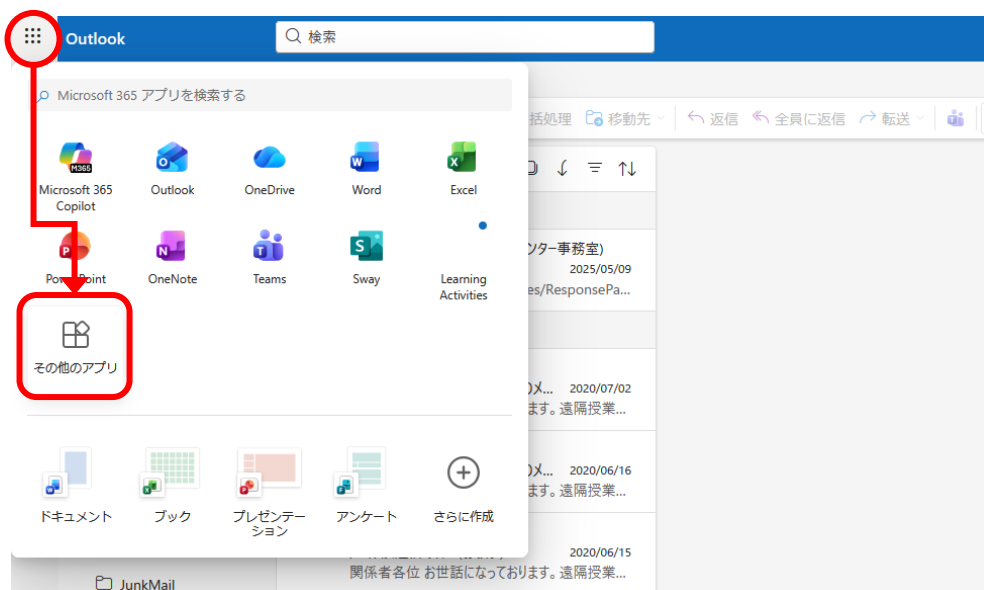 Outlook
検索
Microsoft 365 アプリを検索する
括処理 移動先 返信 全員に返信 転送
Microsoft 365
Copilot
Outlook
OneDrive
Word
Excel
M365
PowerPoint
OneNote
Teams
Sway
Learning
Activities
ンター事務室)
2025/05/09
es/ResponsePa...
その他のアプリ
のメ... 2020/07/02
ます。遠隔授業...
のメ... 2020/06/16
ます。遠隔授業...
ドキュメント
ブック
プレゼンテー
ション
アンケート
さらに作成
2020/06/15
関係者各位 お世話になっております。遠隔授業...
JunkMail